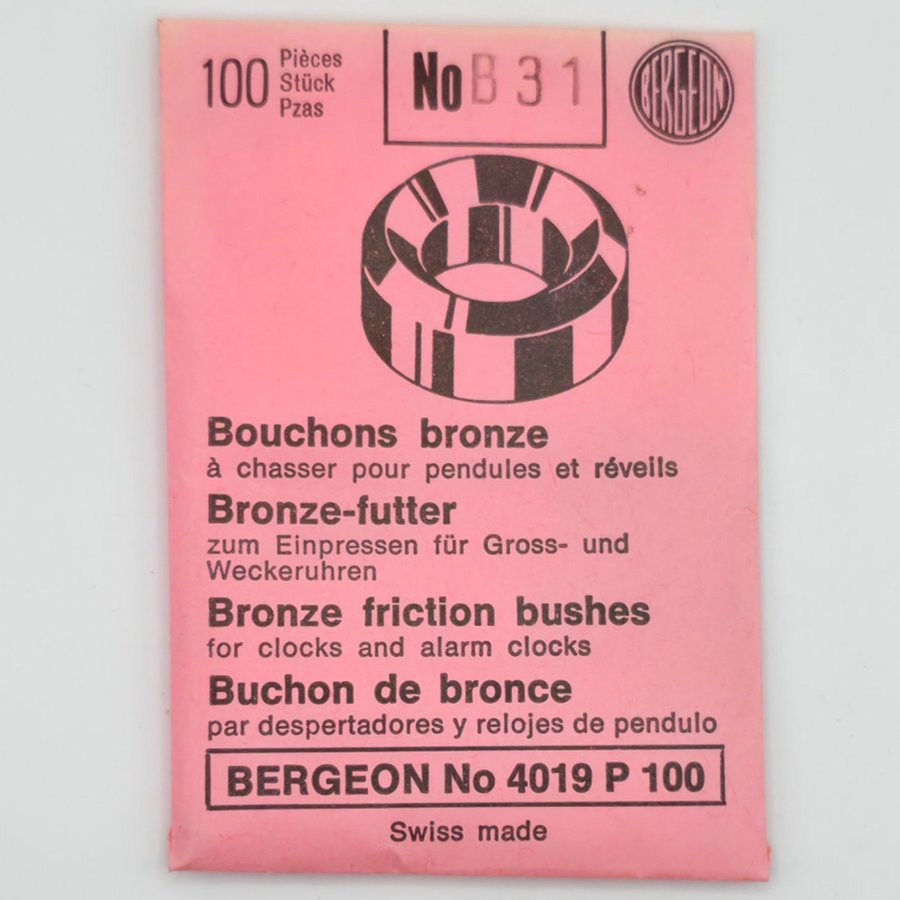 100 Pièces
Stück
Pzas
No B 31
BERGEON
Bouchons bronze
à chasser pour pendules et réveils
Bronze-futter
zum Einpressen für Gross- und
Weckeruhren
Bronze friction bushes
for clocks and alarm clocks
Buchon de bronce
par despertadores y relojes de pendulo
BERGEON No 4019 P 100
Swiss made